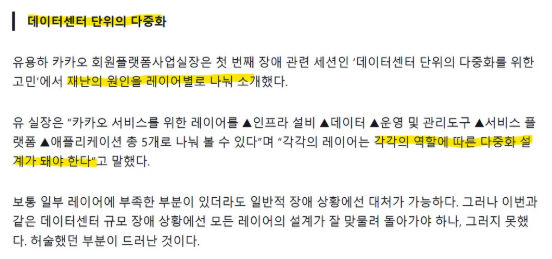 데이터센터 단위의 다중화
유용하 카카오 회원플랫폼사업실장은 첫 번째 장애 관련 세션인 ‘데이터센터 단위의 다중화를 위한
고민’에서 재난의 원인을 레이어별로 나눠 소개했다.
유 실장은 “카카오 서비스를 위한 레이어를 ▲인프라 설비 ▲데이터 ▲운영 및 관리도구 ▲서비스 플
랫폼 ▲애플리케이션 총 5개로 나눠 볼 수 있다”며 “각각의 레이어는 각각의 역할에 따른 다중화 설
계가 돼야 한다”고 말했다.
보통 일부 레이어에 부족한 부분이 있더라도 일반적 장애 상황에선 대처가 가능하다. 그러나 이번과
같은 데이터센터 규모 장애 상황에선 모든 레이어의 설계가 잘 맞물려 돌아가야 하나, 그러지 못했
다. 허술했던 부분이 드러난 것이다.